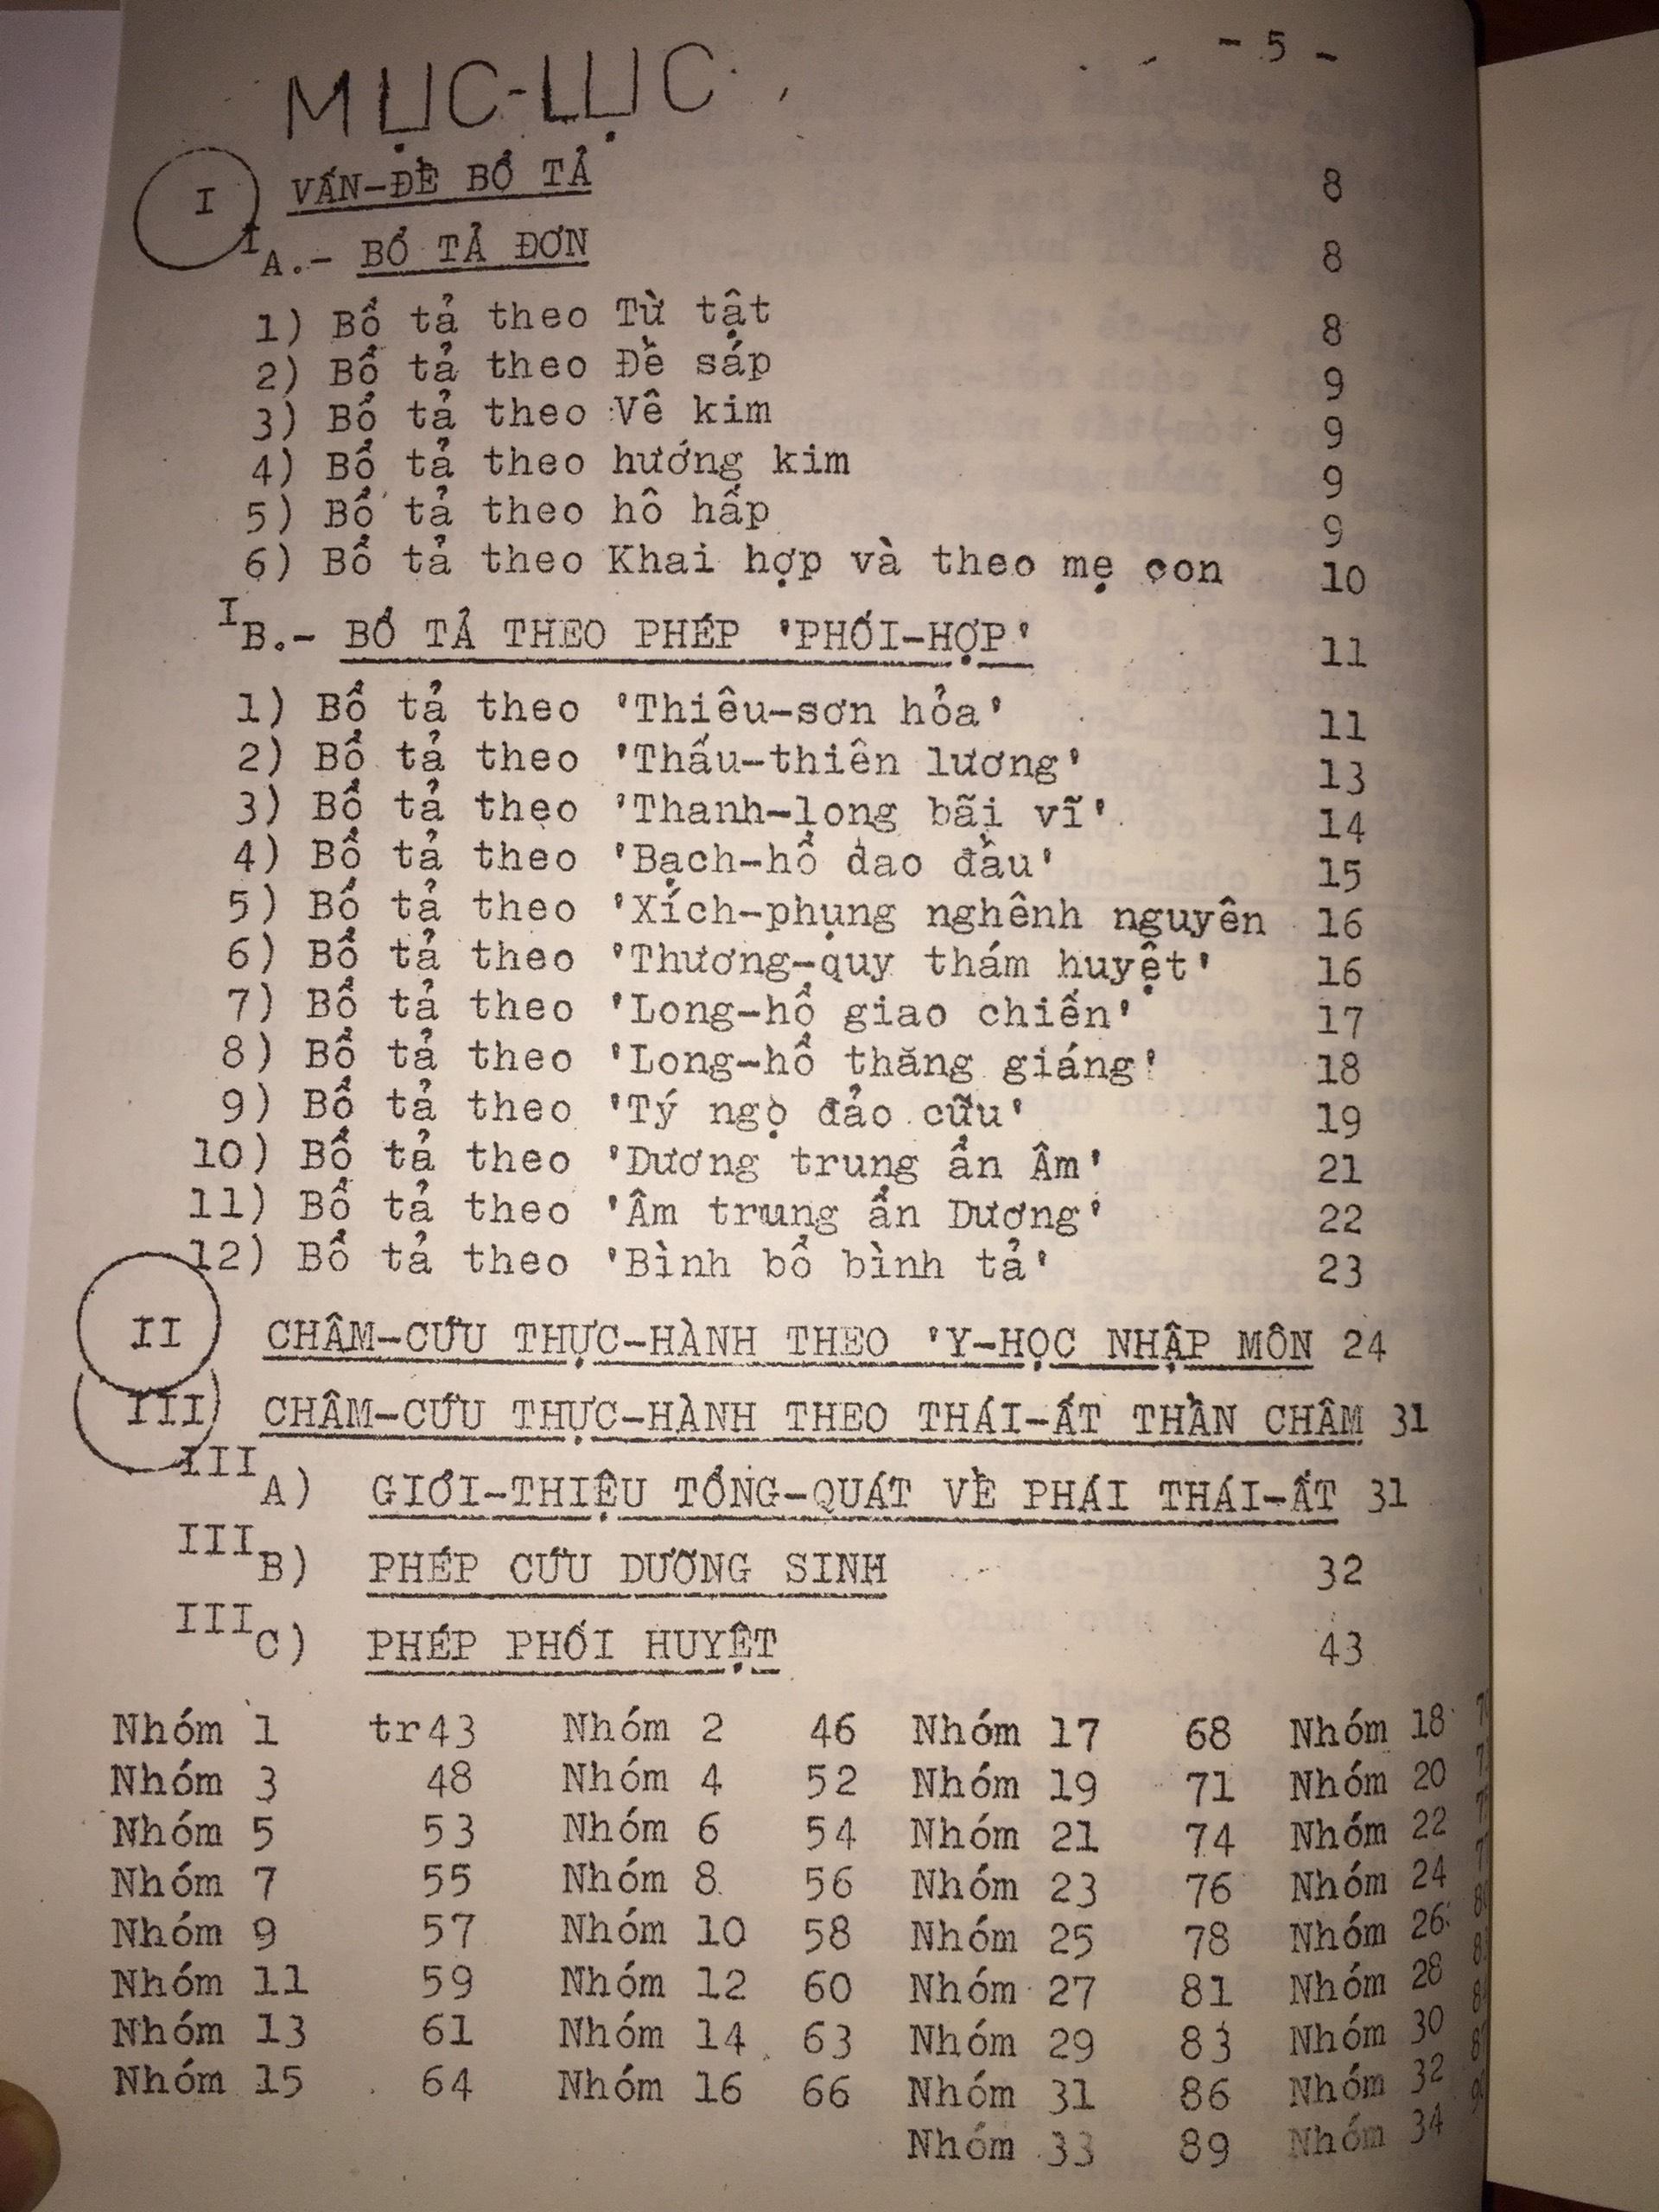 - 5 -
MỤC-LỤC
I VẤN-ĐỀ BỔ TẢ 8
I A.- BỔ TẢ ĐƠN 8
1) Bổ tả theo Từ tật 8
2) Bổ tả theo Đề sáp 9
3) Bổ tả theo Vê kim 9
4) Bổ tả theo hướng kim 9
5) Bổ tả theo hô hấp 9
6) Bổ tả theo Khai hợp và theo mẹ con 10
I B.- BỔ TẢ THEO PHÉP 'PHỐI-HỢP' 11
1) Bổ tả theo 'Thiêu-sơn hỏa' 11
2) Bổ tả theo 'Thấu-thiên lương' 13
3) Bổ tả theo 'Thanh-long bãi vĩ' 14
4) Bổ tả theo 'Bạch-hổ dao đầu' 15
5) Bổ tả theo 'Xích-phụng nghênh nguyên 16
6) Bổ tả theo 'Thương-quy thám huyệt' 16
7) Bổ tả theo 'Long-hổ giao chiến' 17
8) Bổ tả theo 'Long-hổ thăng giáng' 18
9) Bổ tả theo 'Tý ngọ đảo cữu' 19
10) Bổ tả theo 'Dương trung ẩn Âm' 21
11) Bổ tả theo 'Âm trung ẩn Dương' 22
12) Bổ tả theo 'Bình bổ bình tả' 23
II CHÂM-CỨU THỰC-HÀNH THEO 'Y-HỌC NHẬP MÔN 24
III CHÂM-CỨU THỰC-HÀNH THEO THÁI-ẤT THẦN CHÂM 31
III A) GIỚI-THIỆU TỔNG-QUÁT VỀ PHÁI THÁI-ẤT 31
III B) PHÉP CỨU DƯỠNG SINH 32
III C) PHÉP PHỐI HUYỆT 43
Nhóm 1 tr43 Nhóm 2 46 Nhóm 17 68 Nhóm 18
Nhóm 3 48 Nhóm 4 52 Nhóm 19 71 Nhóm 20
Nhóm 5 53 Nhóm 6 54 Nhóm 21 74 Nhóm 22
Nhóm 7 55 Nhóm 8 56 Nhóm 23 76 Nhóm 24
Nhóm 9 57 Nhóm 10 58 Nhóm 25 78 Nhóm 26
Nhóm 11 59 Nhóm 12 60 Nhóm 27 81 Nhóm 28
Nhóm 13 61 Nhóm 14 63 Nhóm 29 83 Nhóm 30
Nhóm 15 64 Nhóm 16 66 Nhóm 31 86 Nhóm 32
Nhóm 33 89 Nhóm 34